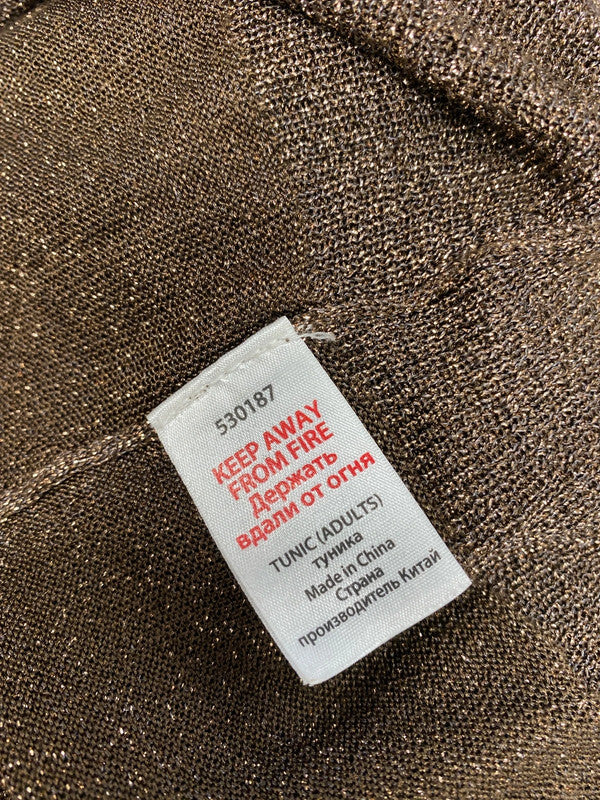 530187
KEEP AWAY
FROM FIRE
Держать
вдали от огня
TUNIC (ADULTS)
туника
Made in China
Страна
производитель Китай